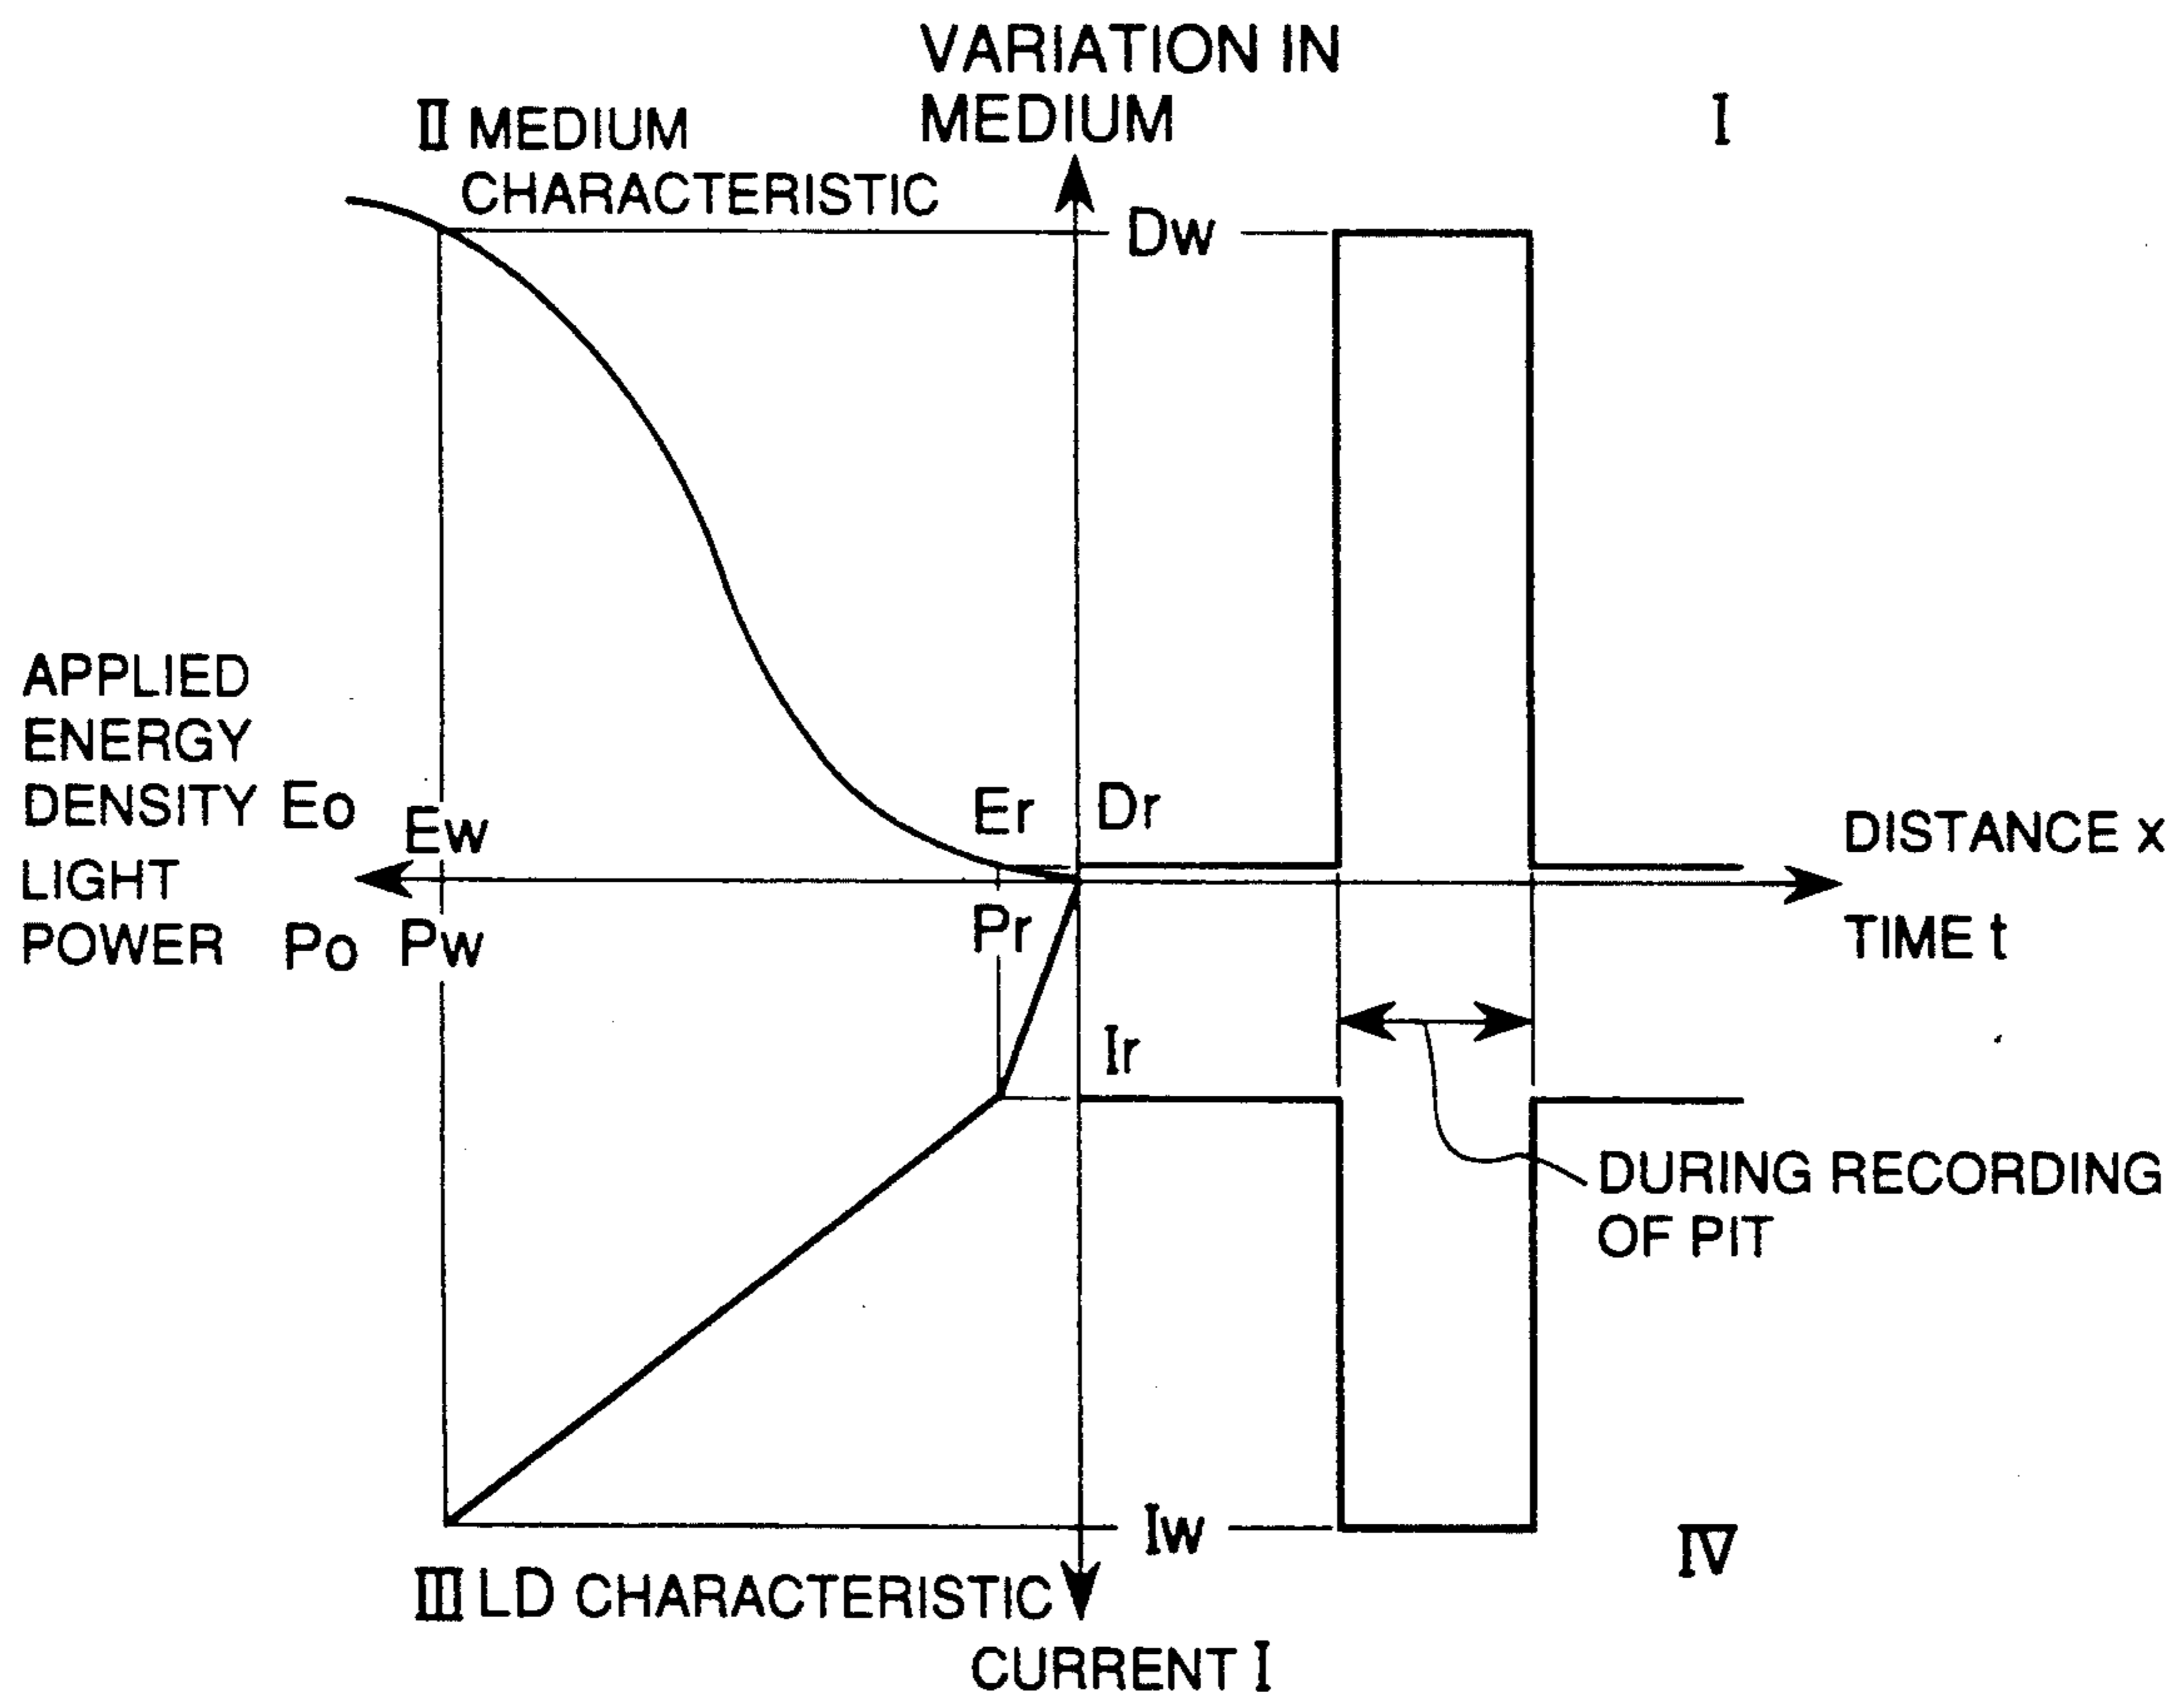 VARIATION IN
MEDIUM
I
II MEDIUM
CHARACTERISTIC
Dw
APPLIED
ENERGY
DENSITY Eo
Ew
Er
Dr
DISTANCE x
LIGHT
POWER Po
Pw
Pr
TIME t
Ir
DURING RECORDING
OF PIT
Iw
IV
III LD CHARACTERISTIC
CURRENT I